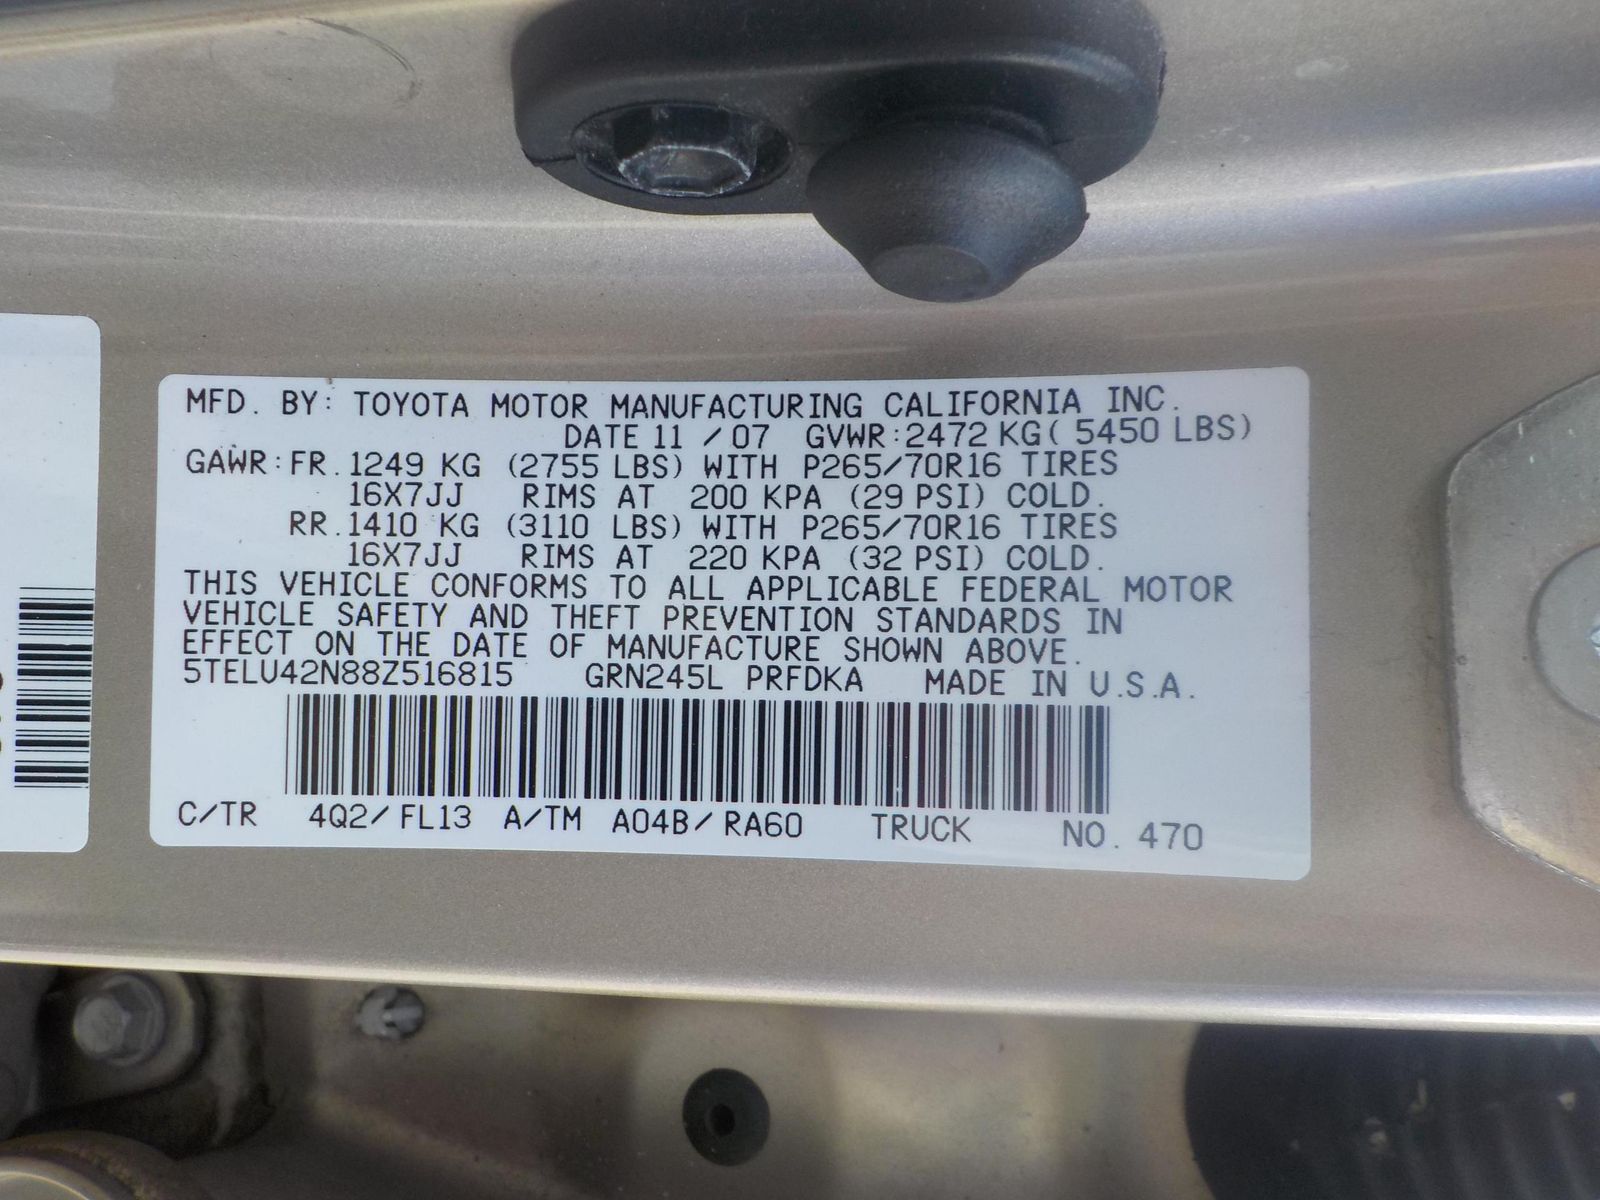 MFD. BY: TOYOTA MOTOR MANUFACTURING CALIFORNIA INC.
DATE 11 / 07 GVWR: 2472 KG( 5450 LBS)
GAWR: FR. 1249 KG (2755 LBS) WITH P265/70R16 TIRES
16X7JJ RIMS AT 200 KPA (29 PSI) COLD.
RR. 1410 KG (3110 LBS) WITH P265/70R16 TIRES
16X7JJ RIMS AT 220 KPA (32 PSI) COLD.
THIS VEHICLE CONFORMS TO ALL APPLICABLE FEDERAL MOTOR
VEHICLE SAFETY AND THEFT PREVENTION STANDARDS IN
EFFECT ON THE DATE OF MANUFACTURE SHOWN ABOVE.
5TELU42N88Z516815 GRN245L PRFDKA MADE IN U.S.A.
C/TR 4Q2/ FL13 A/TM A04B/ RA60 TRUCK NO. 470